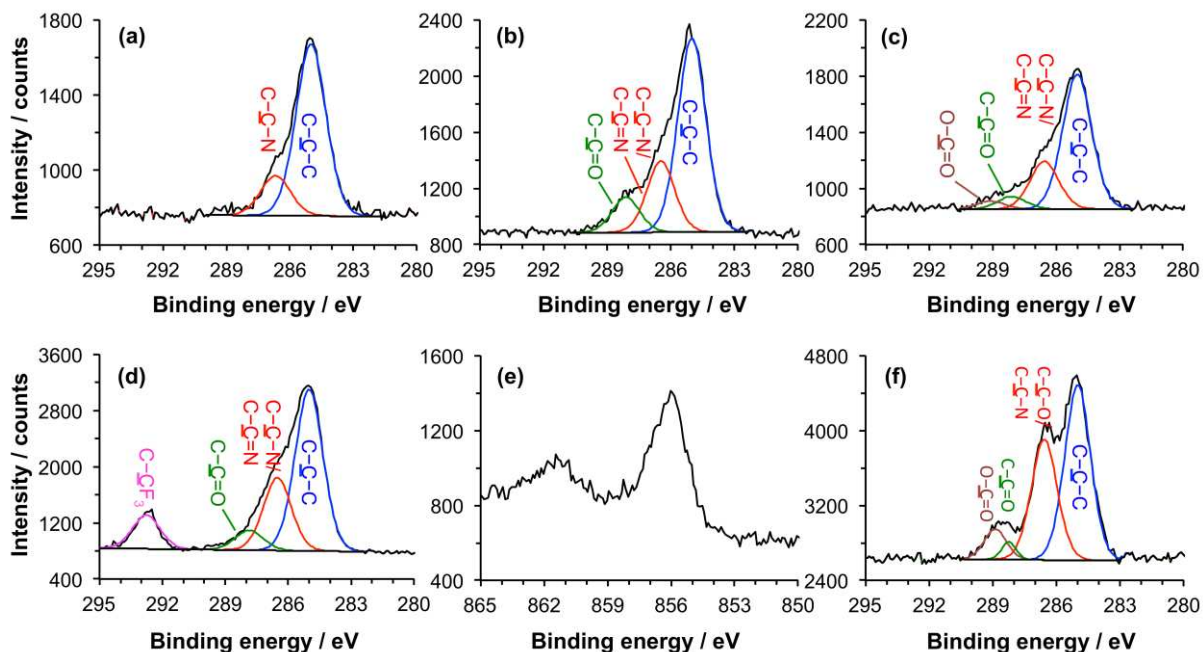 1800
1400
1000
600
(a)
C–C–N
C–C–C
295
292
289
286
283
280
Binding energy / eV
Intensity / counts
2400
2000
1600
1200
800
(b)
C–C=O
C–C=N
C–C–N/
C–C–C
295
292
289
286
283
280
Binding energy / eV
2200
1800
1400
1000
600
(c)
O–C=O
C–C=O
C–C=N
C–C–N/
C–C–C
295
292
289
286
283
280
Binding energy / eV
3600
2800
2000
1200
400
(d)
C–CF3
C–C=O
C–C=N
C–C–N/
C–C–C
295
292
289
286
283
280
Binding energy / eV
Intensity / counts
1600
1200
800
400
(e)
865
862
859
856
853
850
Binding energy / eV
4800
4000
3200
2400
(f)
O–C=O
C–C=O
C–C–N
C–C–O/
C–C–C
295
292
289
286
283
280
Binding energy / eV